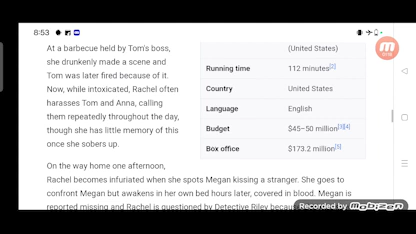 8:53
(United States)
At a barbecue held by Tom's boss,
she drunkenly made a scene and
Tom was later fired because of it.
Now, while intoxicated, Rachel often
harasses Tom and Anna, calling
them repeatedly throughout the day,
though she has little memory of this
once she sobers up.
Running time 112 minutes[2]
Country United States
Language English
Budget $45–50 million[3][4]
Box office $173.2 million[5]
On the way home one afternoon,
Rachel becomes infuriated when she spots Megan kissing a stranger. She goes to
confront Megan but awakens in her own bed hours later, covered in blood. Megan is
reported missing and Rachel is questioned by Detective Riley
Recorded by Mobizen